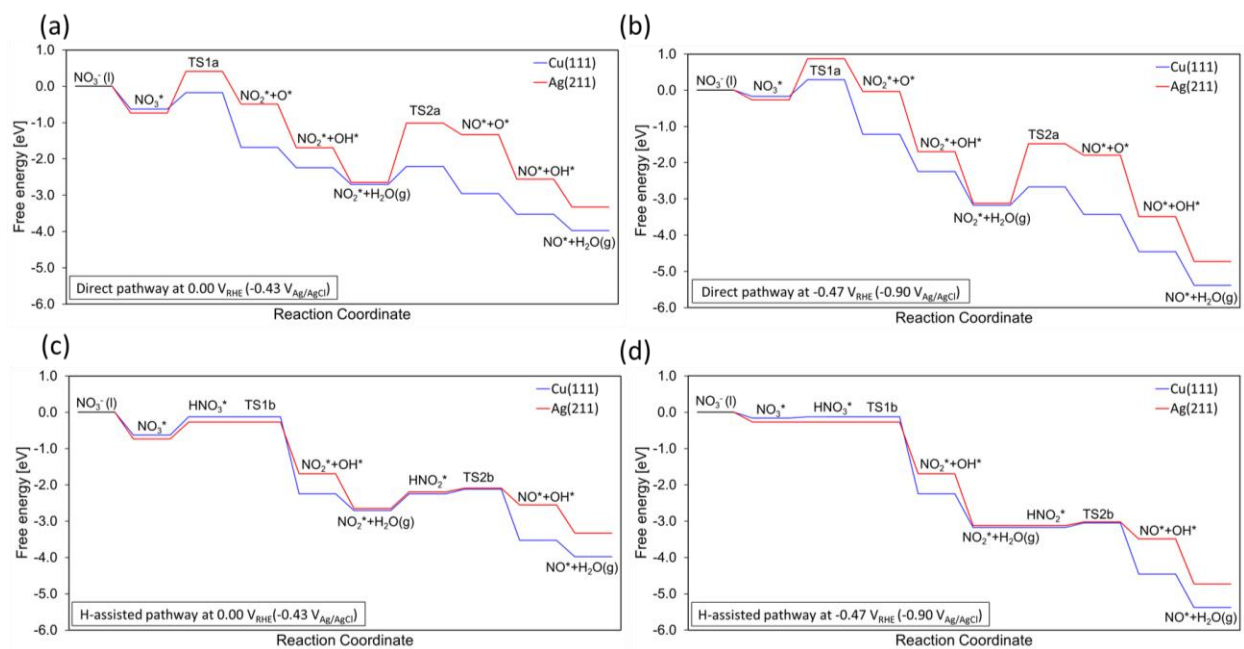 (a)
1.0
0.0
-1.0
-2.0
-3.0
-4.0
-5.0
-6.0
Free energy [eV]
NO₃⁻ (l)
NO₃*
TS1a
NO₂*+O*
NO₂*+OH*
NO₂*+H₂O(g)
TS2a
NO*+O*
NO*+OH*
NO*+H₂O(g)
Cu(111)
Ag(211)
Direct pathway at 0.00 V_RHE (-0.43 V_Ag/AgCl)
Reaction Coordinate
(b)
1.0
0.0
-1.0
-2.0
-3.0
-4.0
-5.0
-6.0
Free energy [eV]
NO₃⁻ (l)
NO₃*
TS1a
NO₂*+O*
NO₂*+OH*
NO₂*+H₂O(g)
TS2a
NO*+O*
NO*+OH*
NO*+H₂O(g)
Cu(111)
Ag(211)
Direct pathway at -0.47 V_RHE (-0.90 V_Ag/AgCl)
Reaction Coordinate
(c)
1.0
0.0
-1.0
-2.0
-3.0
-4.0
-5.0
-6.0
Free energy [eV]
NO₃⁻ (l)
NO₃*
HNO₃*
TS1b
NO₂*+OH*
NO₂*+H₂O(g)
HNO₂*
TS2b
NO*+OH*
NO*+H₂O(g)
Cu(111)
Ag(211)
H-assisted pathway at 0.00 V_RHE (-0.43 V_Ag/AgCl)
Reaction Coordinate
(d)
1.0
0.0
-1.0
-2.0
-3.0
-4.0
-5.0
-6.0
Free energy [eV]
NO₃⁻ (l)
NO₃*
HNO₃*
TS1b
NO₂*+OH*
NO₂*+H₂O(g)
HNO₂*
TS2b
NO*+OH*
NO*+H₂O(g)
Cu(111)
Ag(211)
H-assisted pathway at -0.47 V_RHE (-0.90 V_Ag/AgCl)
Reaction Coordinate